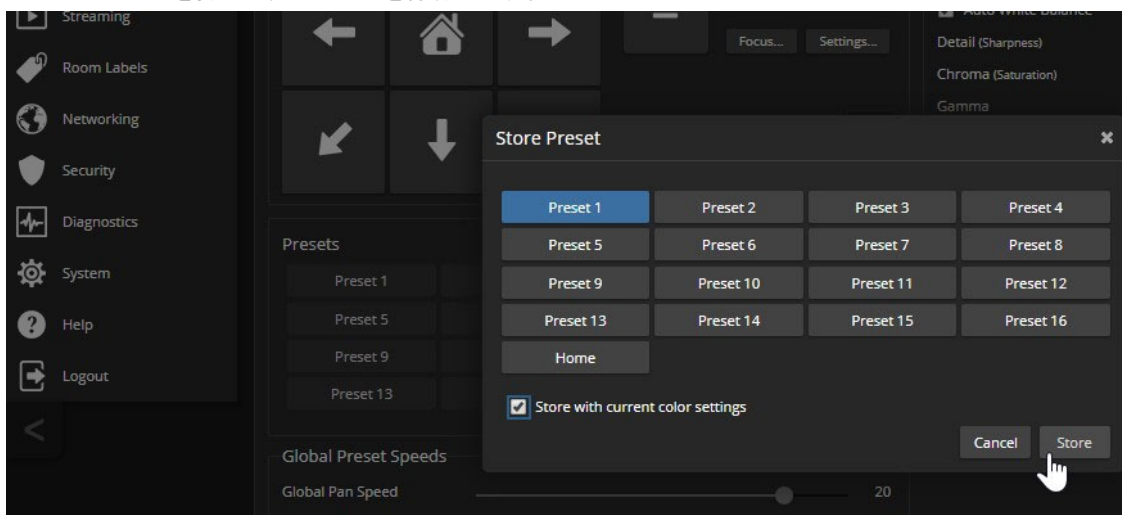 Streaming
Room Labels
Networking
Security
Diagnostics
System
Help
Logout
<
Focus...
Settings...
Auto White Balance
Detail (Sharpness)
Chroma (Saturation)
Gamma
Presets
Preset 1
Preset 5
Preset 9
Preset 13
Global Preset Speeds
Global Pan Speed
20
Store Preset
Preset 1 Preset 2 Preset 3 Preset 4
Preset 5 Preset 6 Preset 7 Preset 8
Preset 9 Preset 10 Preset 11 Preset 12
Preset 13 Preset 14 Preset 15 Preset 16
Home
Store with current color settings
Cancel Store